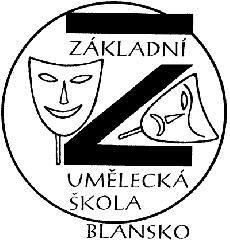 ZÁKLADNÍ
UMĚLECKÁ
ŠKOLA
BLANSKO